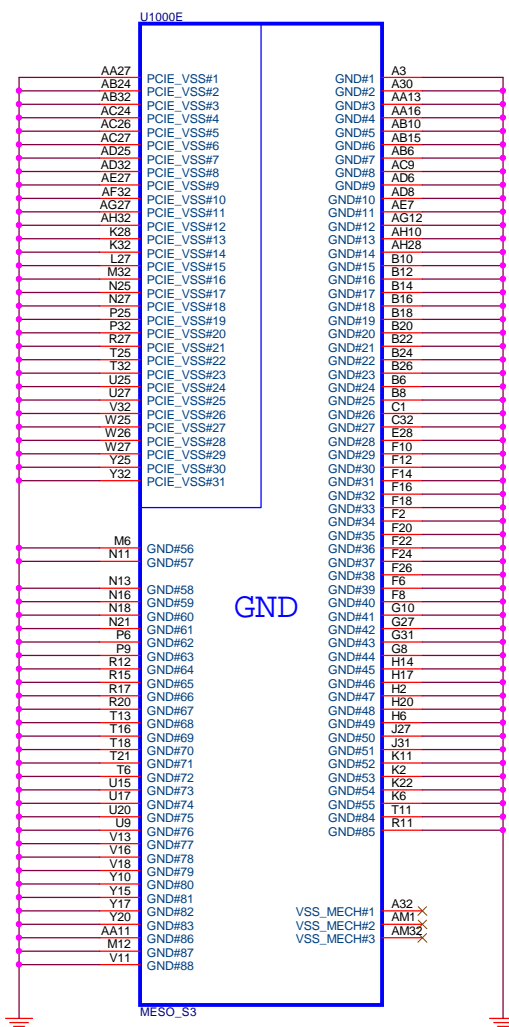 U1000E
AA27 PCIE_VSS#1
AB24 PCIE_VSS#2
AB32 PCIE_VSS#3
AC24 PCIE_VSS#4
AC26 PCIE_VSS#5
AC27 PCIE_VSS#6
AD25 PCIE_VSS#7
AD32 PCIE_VSS#8
AE27 PCIE_VSS#9
AF32 PCIE_VSS#10
AG27 PCIE_VSS#11
AH32 PCIE_VSS#12
K28 PCIE_VSS#13
K32 PCIE_VSS#14
L27 PCIE_VSS#15
M32 PCIE_VSS#16
N25 PCIE_VSS#17
N27 PCIE_VSS#18
P25 PCIE_VSS#19
P32 PCIE_VSS#20
R27 PCIE_VSS#21
T25 PCIE_VSS#22
T32 PCIE_VSS#23
U25 PCIE_VSS#24
U27 PCIE_VSS#25
V32 PCIE_VSS#26
W25 PCIE_VSS#27
W26 PCIE_VSS#28
W27 PCIE_VSS#29
Y25 PCIE_VSS#30
Y32 PCIE_VSS#31
M6 GND#56
N11 GND#57
N13 GND#58
N16 GND#59
N18 GND#60
N21 GND#61
P6 GND#62
P9 GND#63
R12 GND#64
R15 GND#65
R17 GND#66
R20 GND#67
T13 GND#68
T16 GND#69
T18 GND#70
T21 GND#71
T6 GND#72
U15 GND#73
U17 GND#74
U20 GND#75
U9 GND#76
V13 GND#77
V16 GND#78
V18 GND#79
Y10 GND#80
Y15 GND#81
Y17 GND#82
Y20 GND#83
AA11 GND#86
M12 GND#87
V11 GND#88
GND
GND#1 A3
GND#2 A30
GND#3 AA13
GND#4 AA16
GND#5 AB10
GND#6 AB15
GND#7 AB6
GND#8 AC9
GND#9 AD6
GND#10 AD8
GND#11 AE7
GND#12 AG12
GND#13 AH10
GND#14 AH28
GND#15 B10
GND#16 B12
GND#17 B14
GND#18 B16
GND#19 B18
GND#20 B20
GND#21 B22
GND#22 B24
GND#23 B26
GND#24 B6
GND#25 B8
GND#26 C1
GND#27 C32
GND#28 E28
GND#29 F10
GND#30 F12
GND#31 F14
GND#32 F16
GND#33 F18
GND#34 F2
GND#35 F20
GND#36 F22
GND#37 F24
GND#38 F26
GND#39 F6
GND#40 F8
GND#41 G10
GND#42 G27
GND#43 G31
GND#44 G8
GND#45 H14
GND#46 H17
GND#47 H2
GND#48 H20
GND#49 H6
GND#50 J27
GND#51 J31
GND#52 K11
GND#53 K2
GND#54 K22
GND#55 K6
GND#84 T11
GND#85 R11
VSS_MECH#1 A32
VSS_MECH#2 AM1
VSS_MECH#3 AM32
MESO_S3